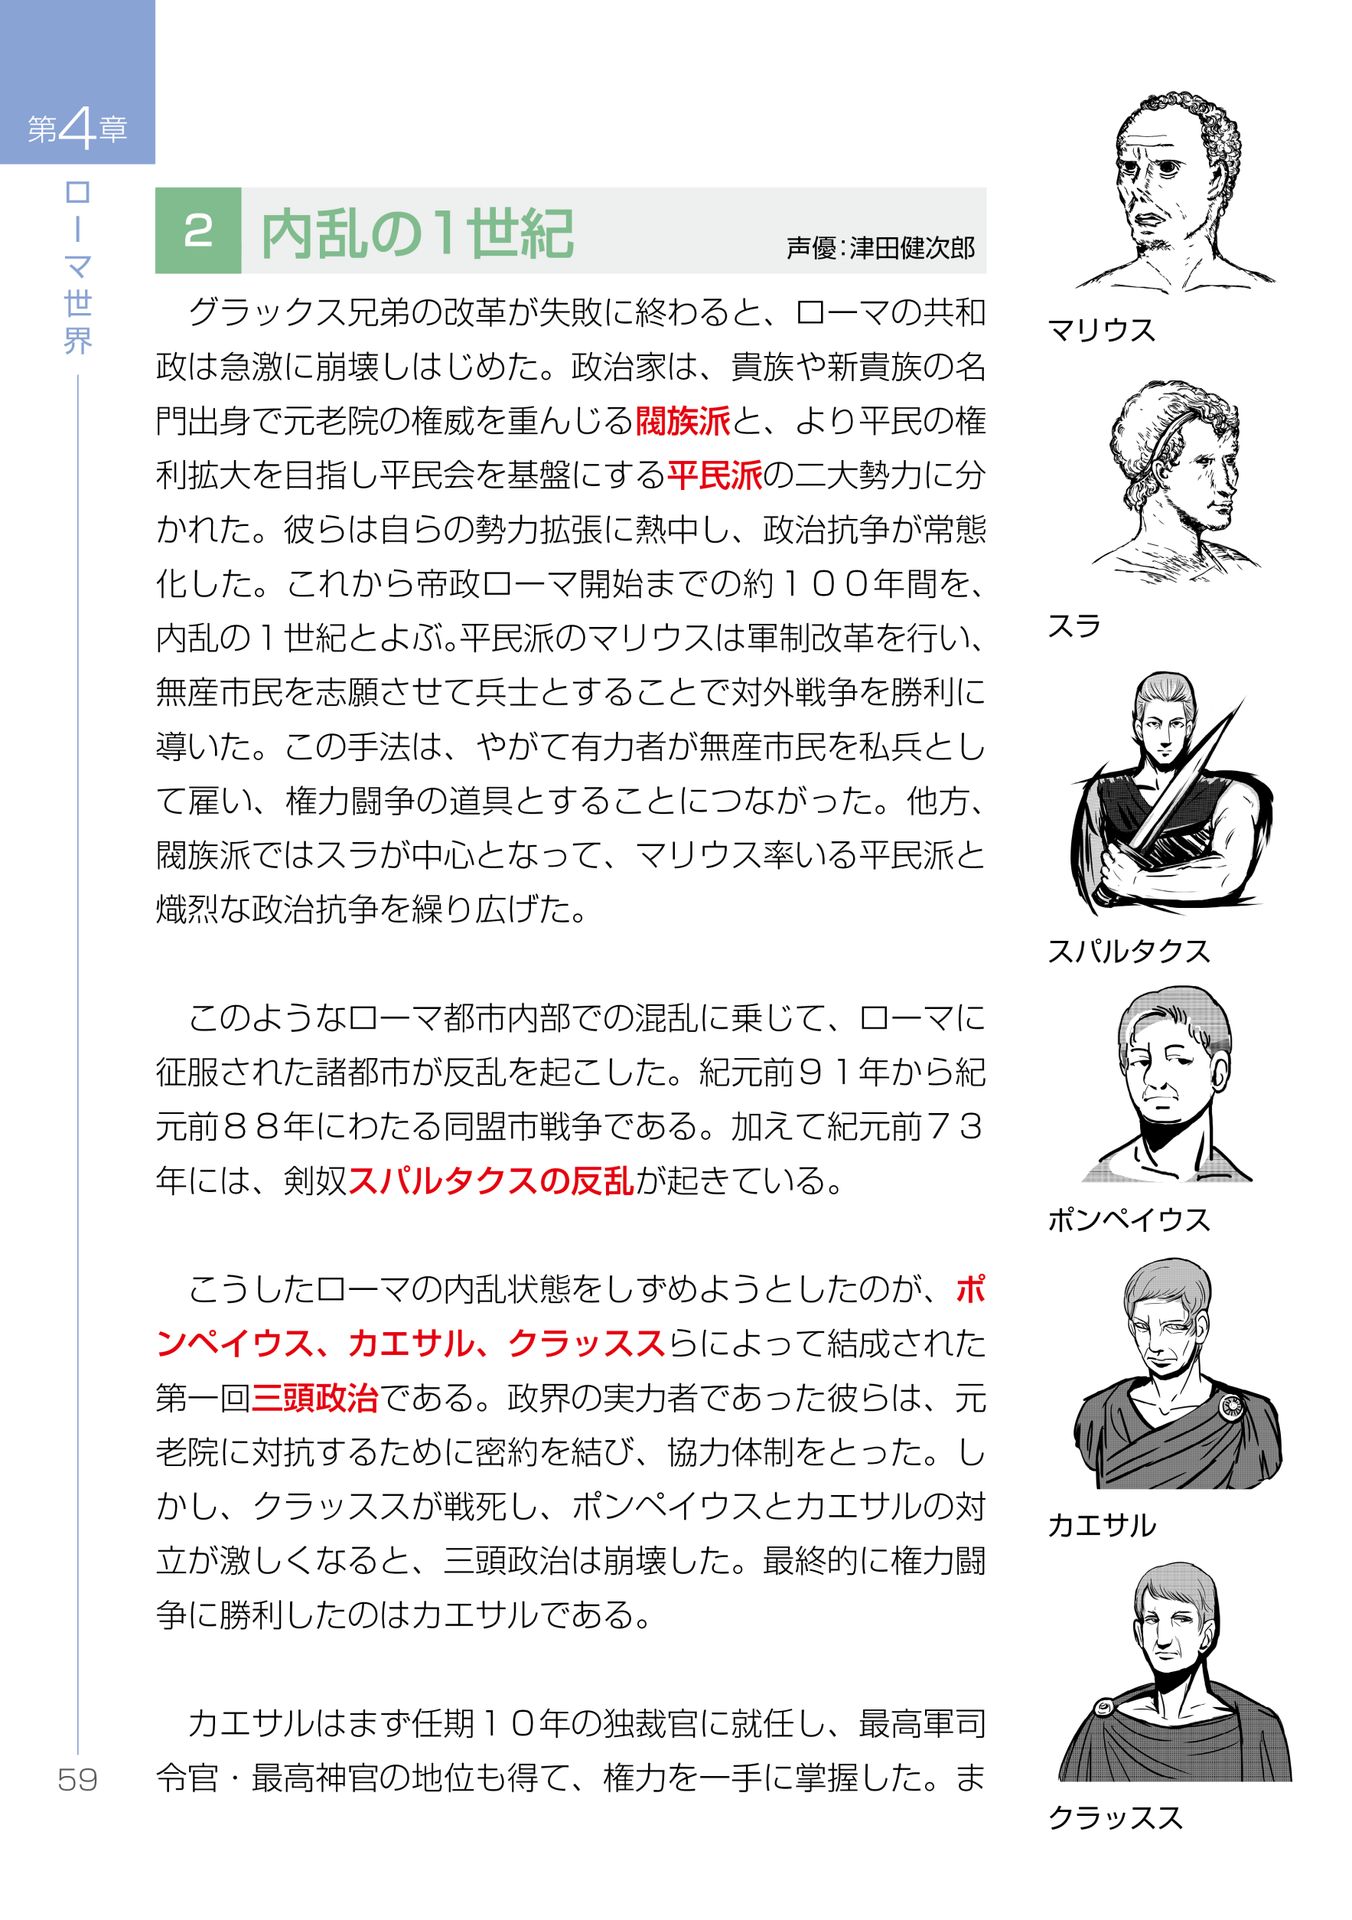 第4章
ローマ世界
2 内乱の1世紀
声優：津田健次郎
　グラックス兄弟の改革が失敗に終わると、ローマの共和
政は急激に崩壊しはじめた。政治家は、貴族や新貴族の名
門出身で元老院の権威を重んじる閥族派と、より平民の権
利拡大を目指し平民会を基盤にする平民派の二大勢力に分
かれた。彼らは自らの勢力拡張に熱中し、政治抗争が常態
化した。これから帝政ローマ開始までの約１００年間を、
内乱の１世紀とよぶ。平民派のマリウスは軍制改革を行い、
無産市民を志願させて兵士とすることで対外戦争を勝利に
導いた。この手法は、やがて有力者が無産市民を私兵とし
て雇い、権力闘争の道具とすることにつながった。他方、
閥族派ではスラが中心となって、マリウス率いる平民派と
熾烈な政治抗争を繰り広げた。
　このようなローマ都市内部での混乱に乗じて、ローマに
征服された諸都市が反乱を起こした。紀元前９１年から紀
元前８８年にわたる同盟市戦争である。加えて紀元前７３
年には、剣奴スパルタクスの反乱が起きている。
　こうしたローマの内乱状態をしずめようとしたのが、ポ
ンペイウス、カエサル、クラッススらによって結成された
第一回三頭政治である。政界の実力者であった彼らは、元
老院に対抗するために密約を結び、協力体制をとった。し
かし、クラッススが戦死し、ポンペイウスとカエサルの対
立が激しくなると、三頭政治は崩壊した。最終的に権力闘
争に勝利したのはカエサルである。
　カエサルはまず任期１０年の独裁官に就任し、最高軍司
令官・最高神官の地位も得て、権力を一手に掌握した。ま
マリウス
スラ
スパルタクス
ポンペイウス
カエサル
クラッスス
59